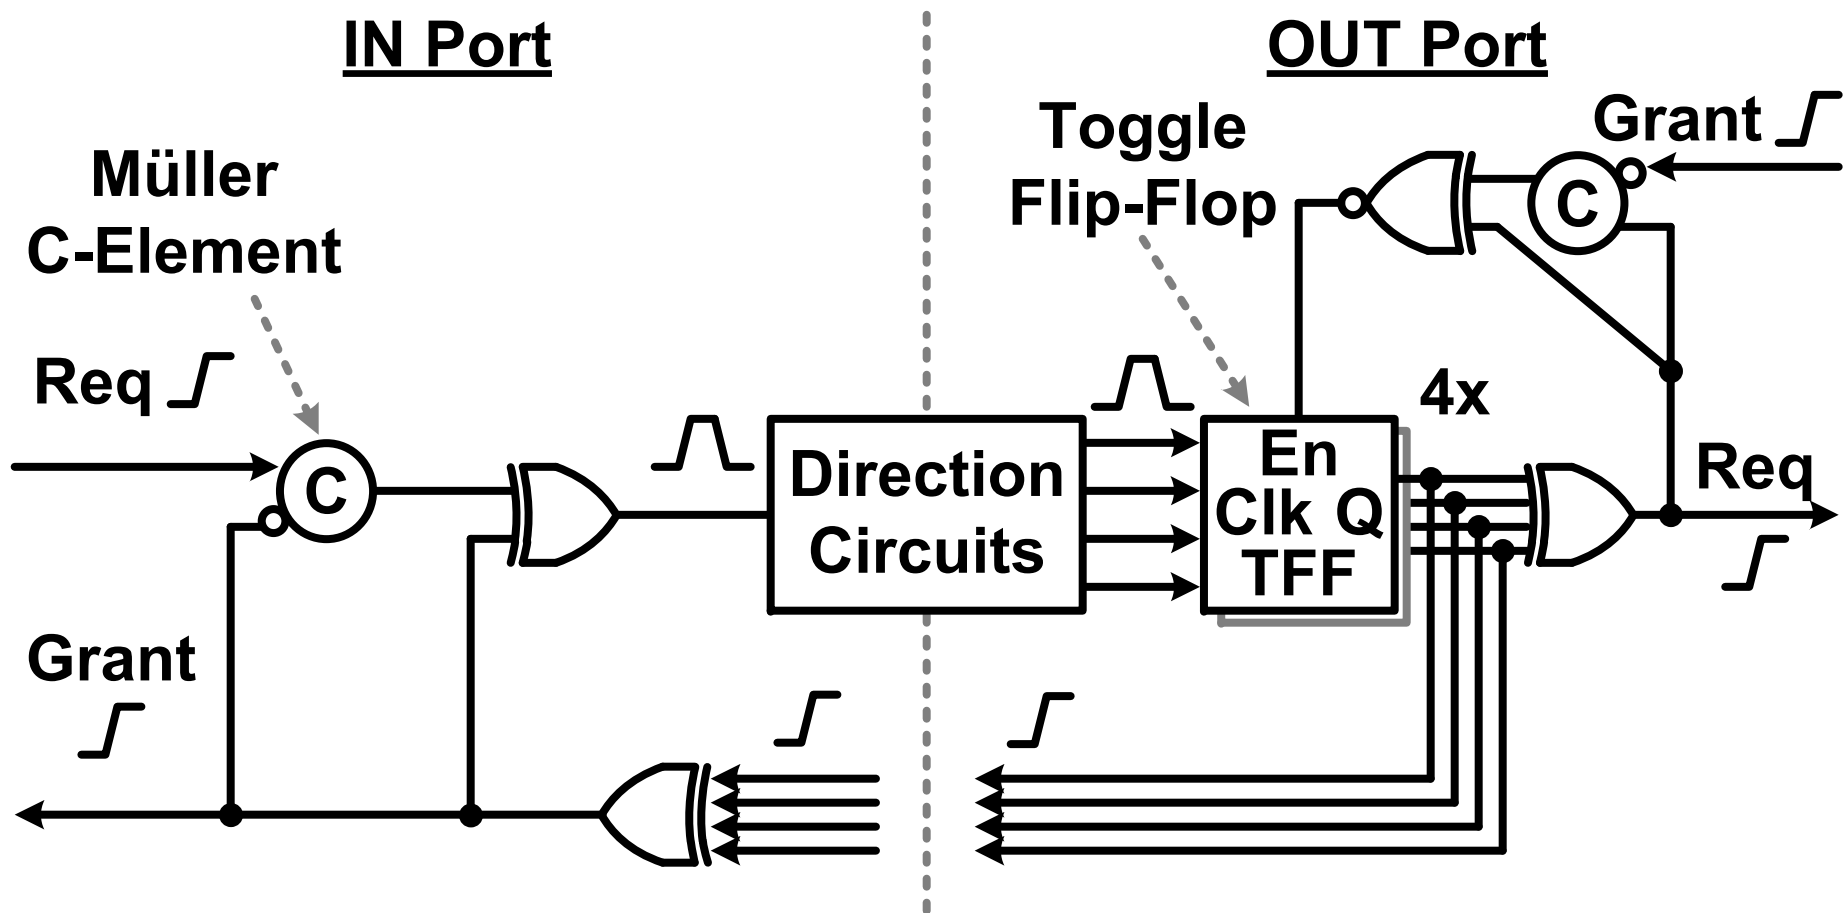 IN Port
OUT Port
Toggle
Flip-Flop
Grant
Müller
C-Element
C
Req
C
4x
Direction
Circuits
En
Clk Q
TFF
Req
Grant